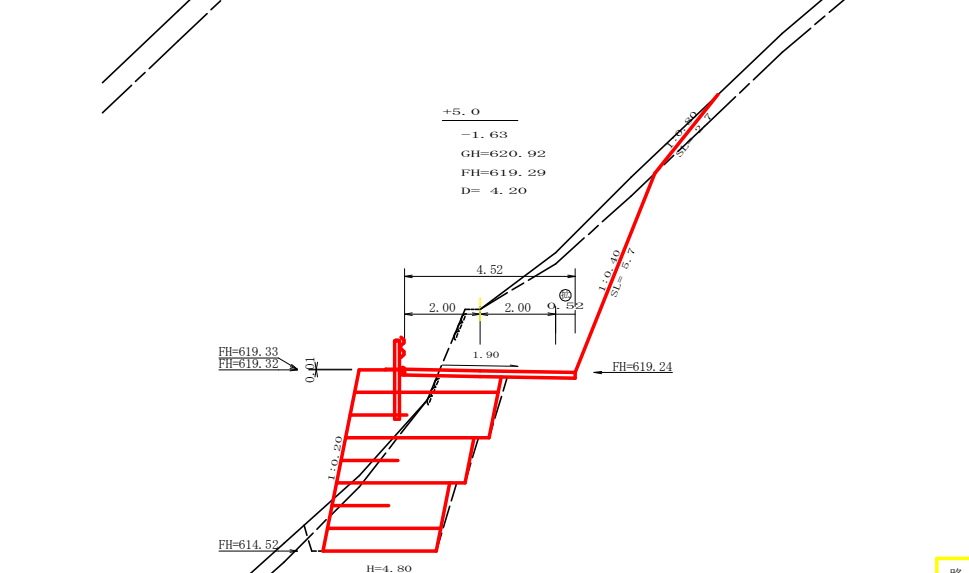 +5.0
-1.63
GH=620.92
FH=619.29
D= 4.20
1:0.80
SL= 2.7
4.52
1:0.40
SL= 5.7
2.00
2.00
0.52
1.90
FH=619.33
FH=619.32
0.01
FH=619.24
1:0.20
FH=614.52
H=4.80